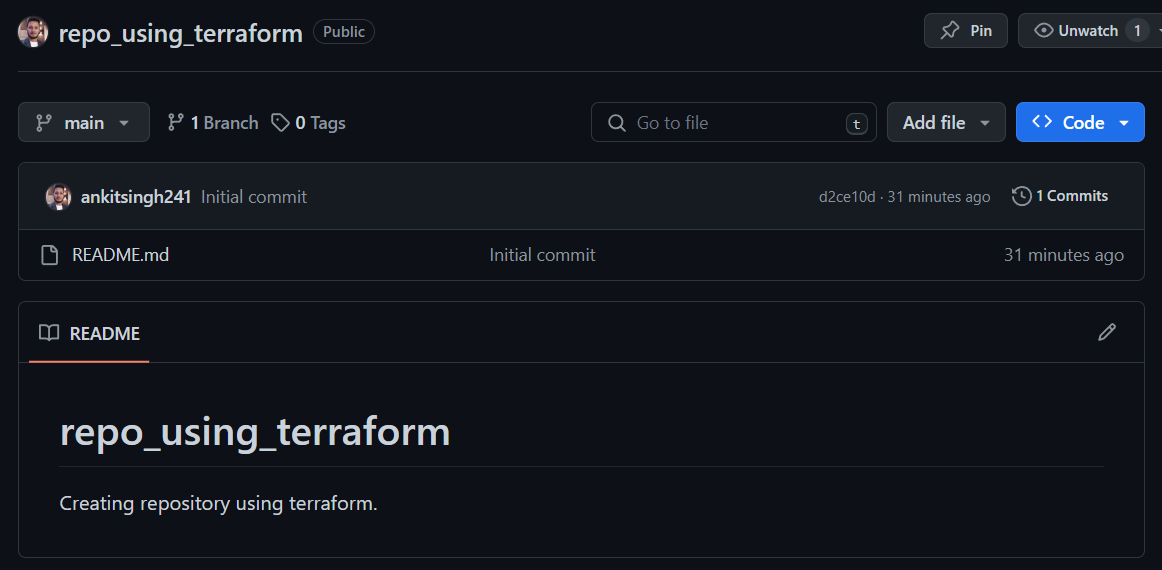 repo_using_terraform Public Pin Unwatch 1
main 1 Branch 0 Tags Go to file t Add file Code
ankitsingh241 Initial commit d2ce10d · 31 minutes ago 1 Commits
README.md Initial commit 31 minutes ago
README
repo_using_terraform
Creating repository using terraform.